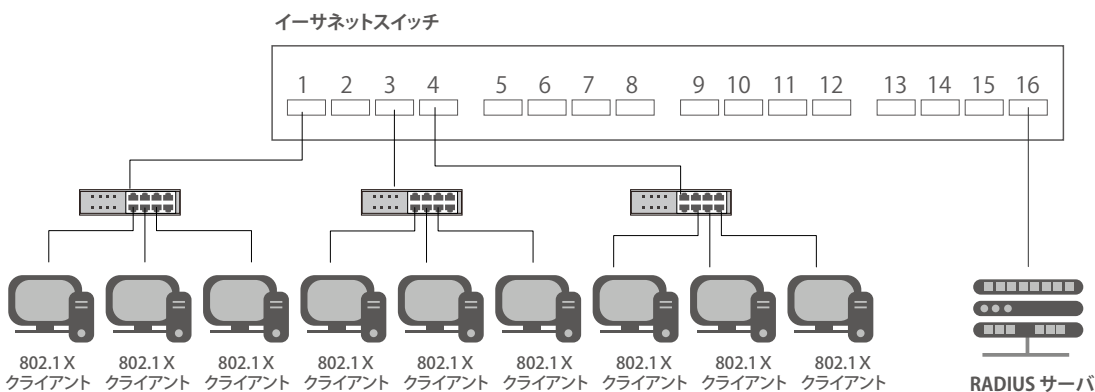 イーサネットスイッチ
1 2 3 4 5 6 7 8 9 10 11 12 13 14 15 16
802.1X 802.1X 802.1X 802.1X 802.1X 802.1X 802.1X 802.1X 802.1X
クライアント クライアント クライアント クライアント クライアント クライアント クライアント クライアント クライアント RADIUS サーバ